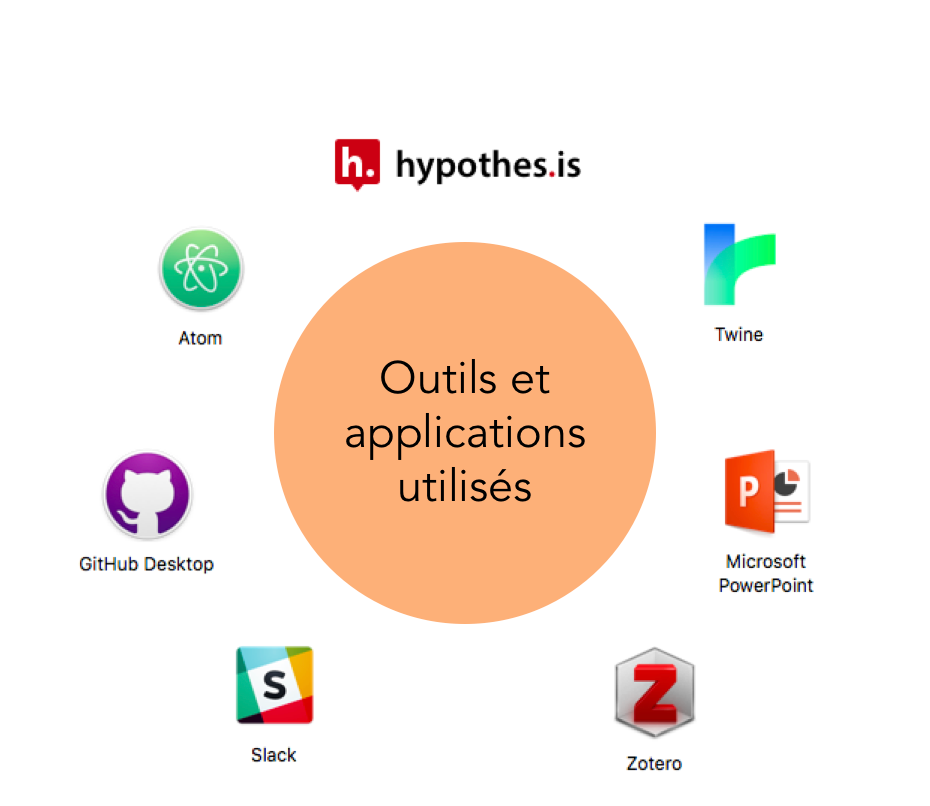 h. hypothes.is
Atom
Twine
Outils et
applications
utilisés
GitHub Desktop
P
Microsoft
PowerPoint
S
Slack
Z
Zotero